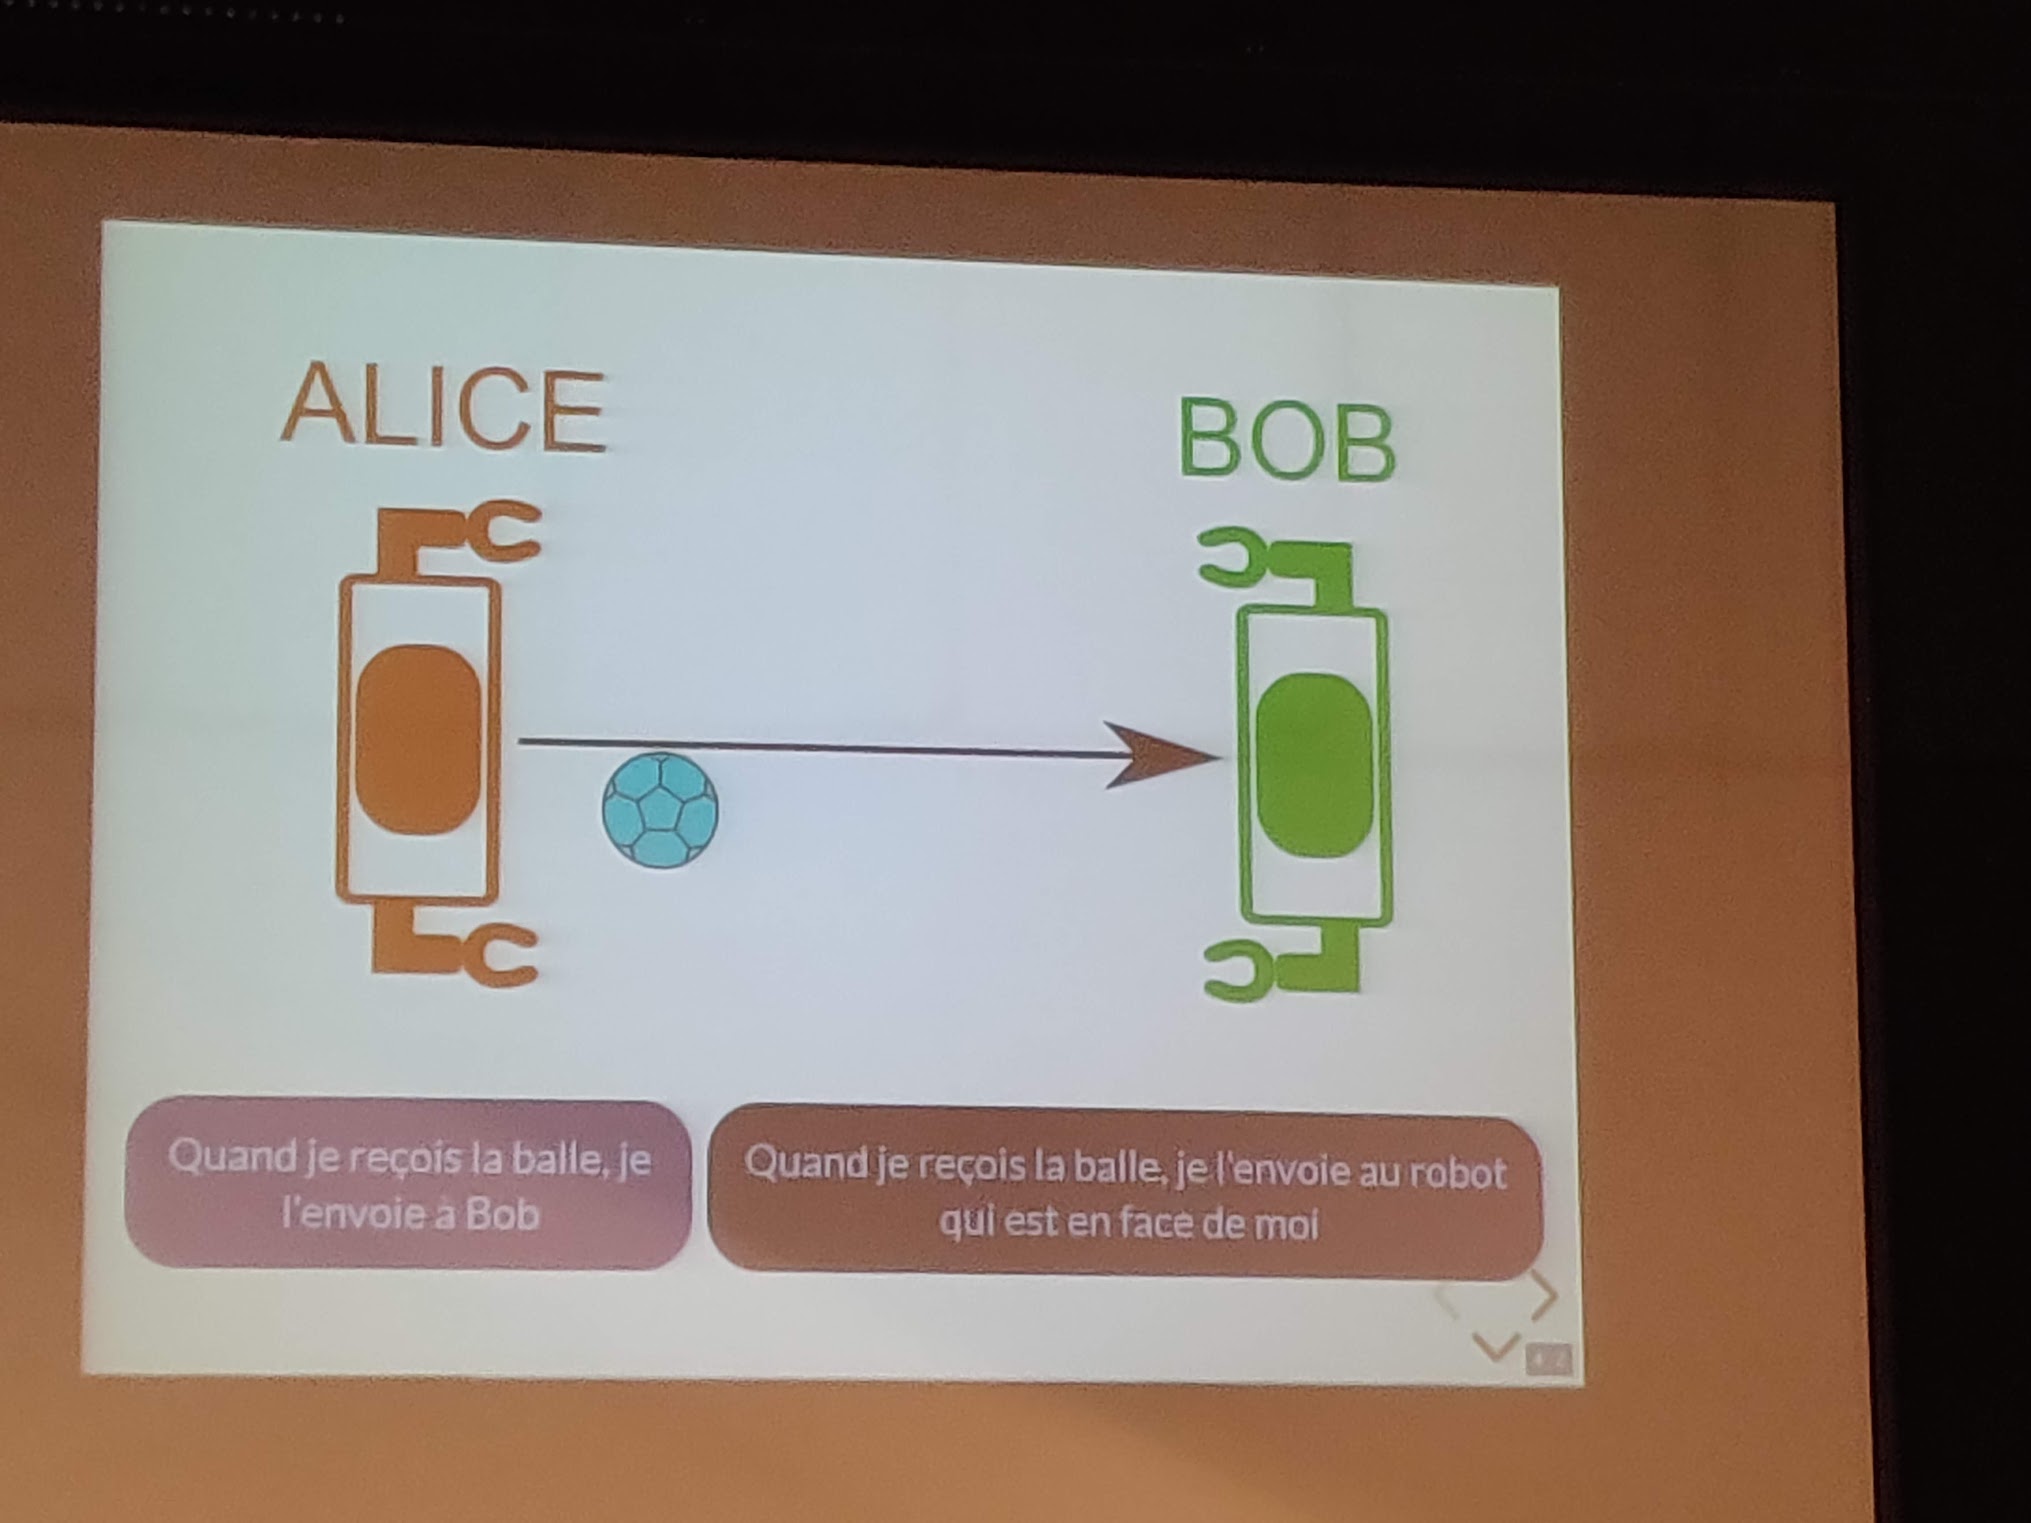 ALICE
BOB
Quand je reçois la balle, je
l'envoie à Bob
Quand je reçois la balle, je l'envoie au robot
qui est en face de moi